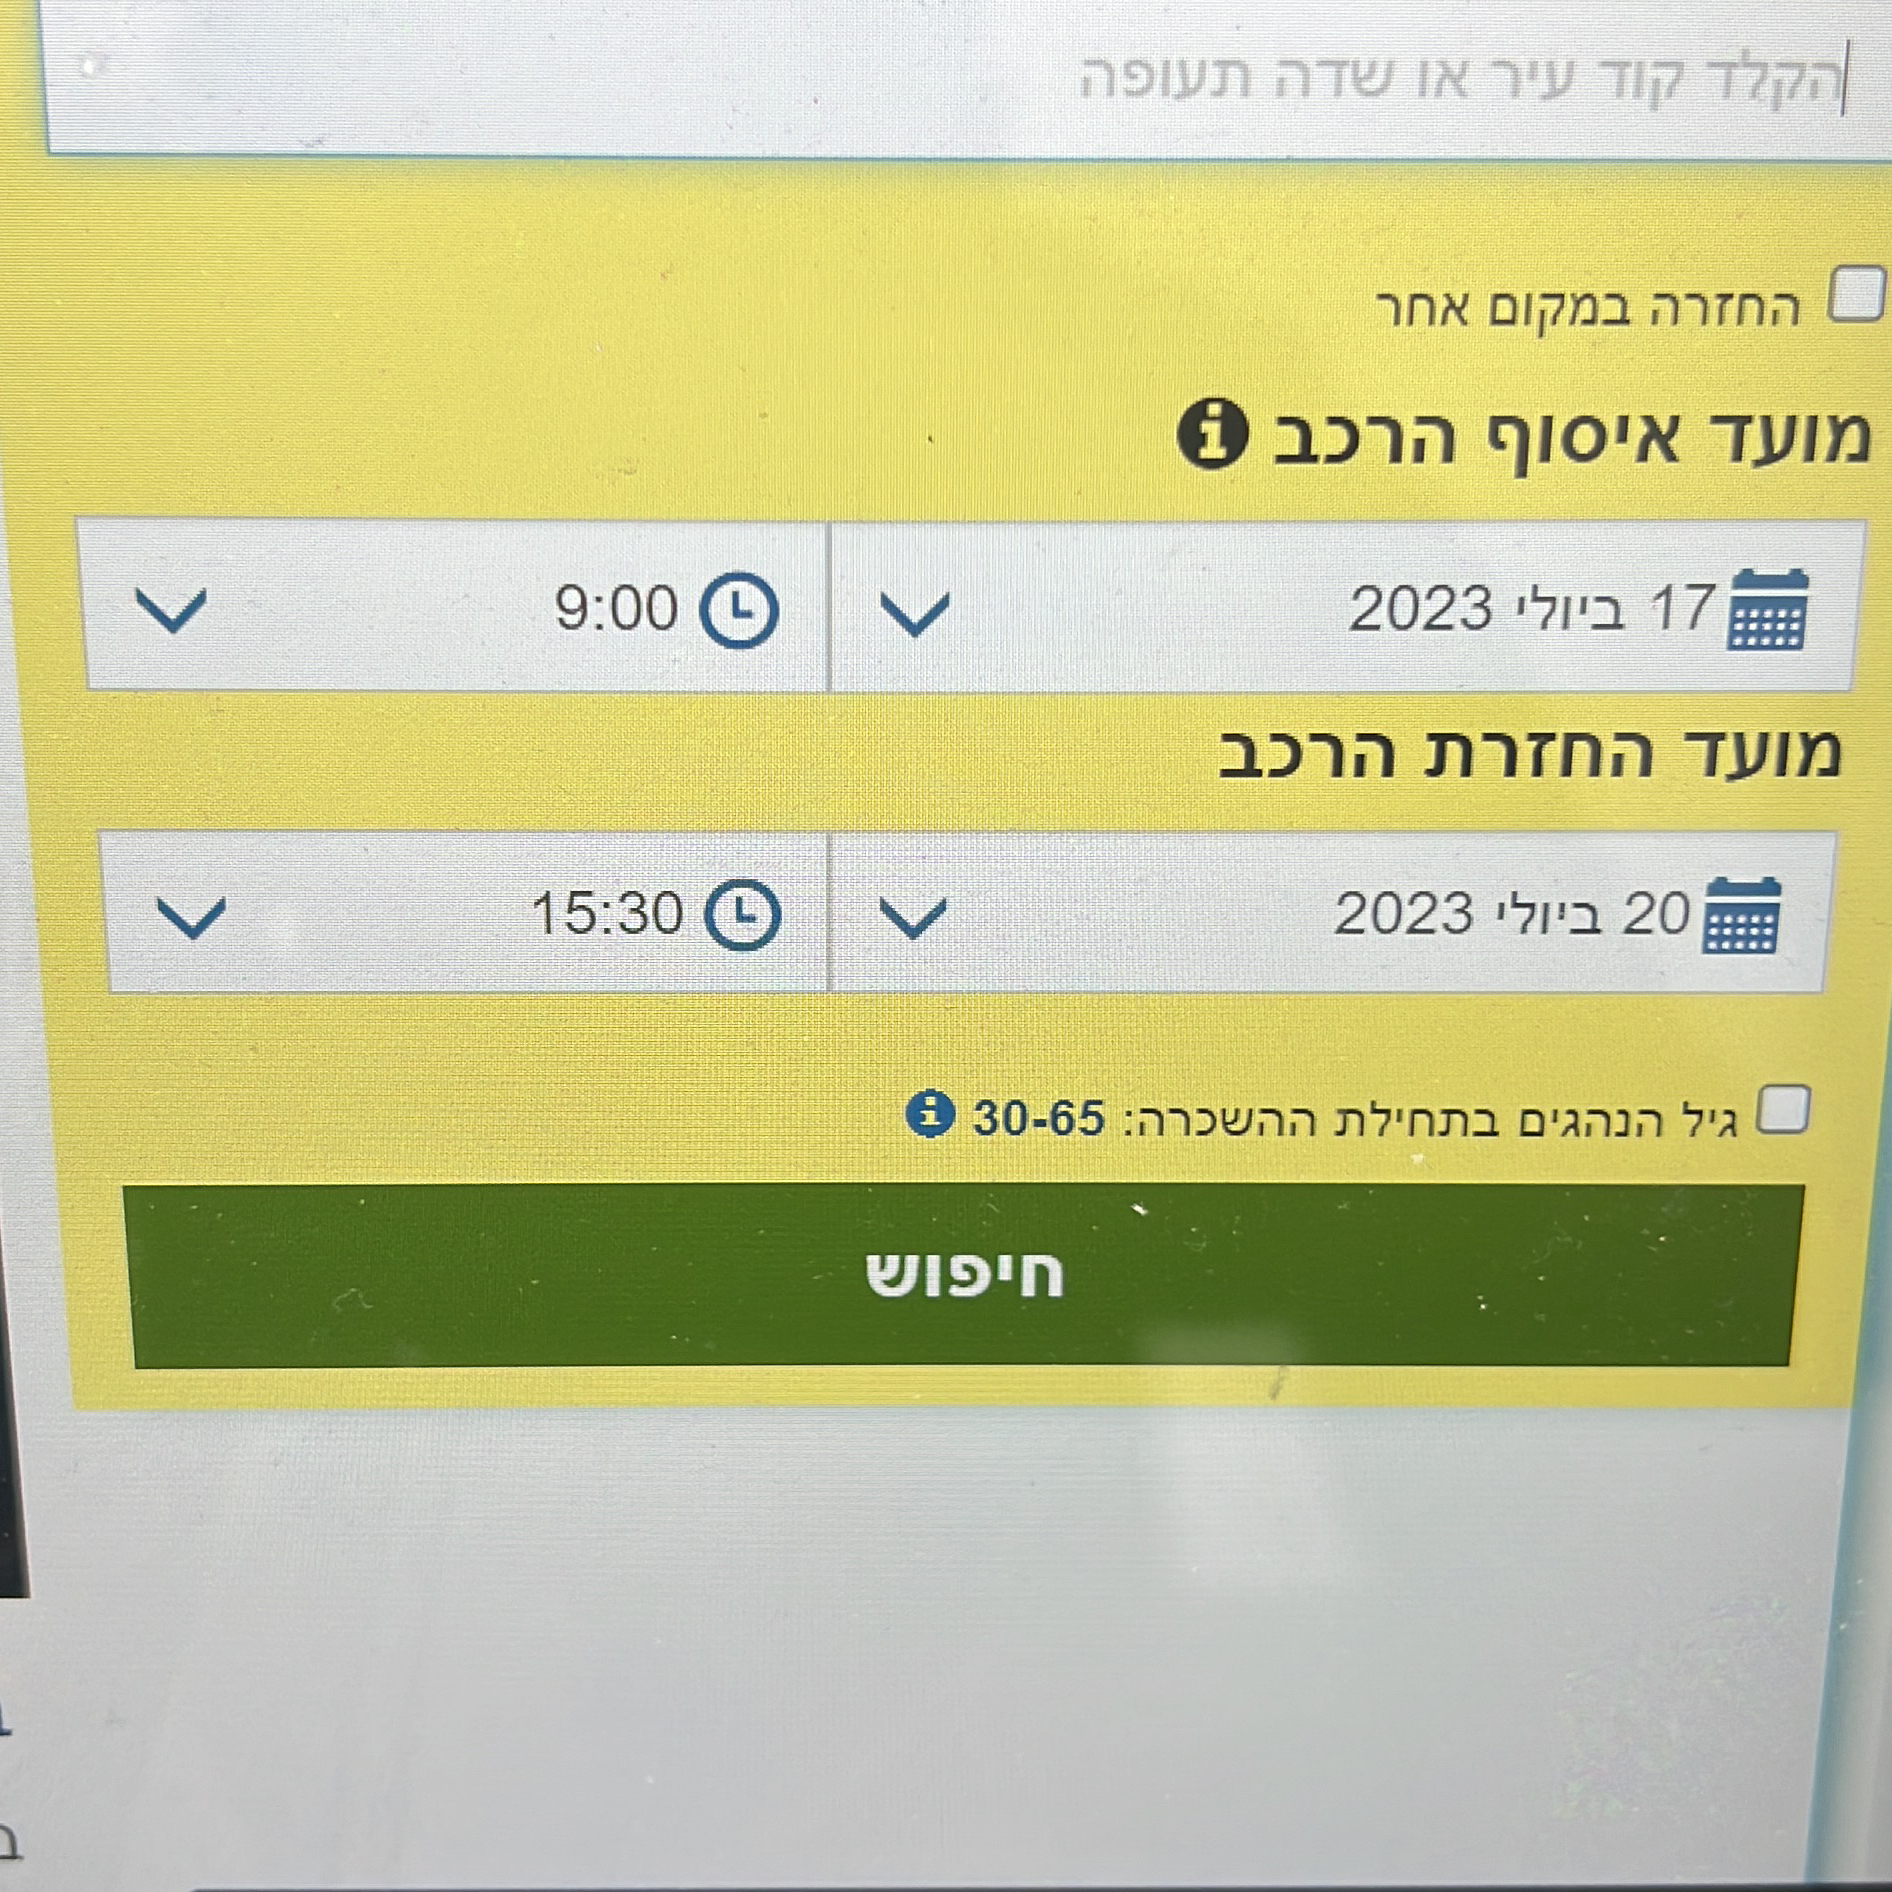 הקלד קוד עיר או שדה תעופה
החזרה במקום אחר
מועד איסוף הרכב
17 ביולי 2023 9:00
מועד החזרת הרכב
20 ביולי 2023 15:30
גיל הנהגים בתחילת ההשכרה: 30-65
חיפוש